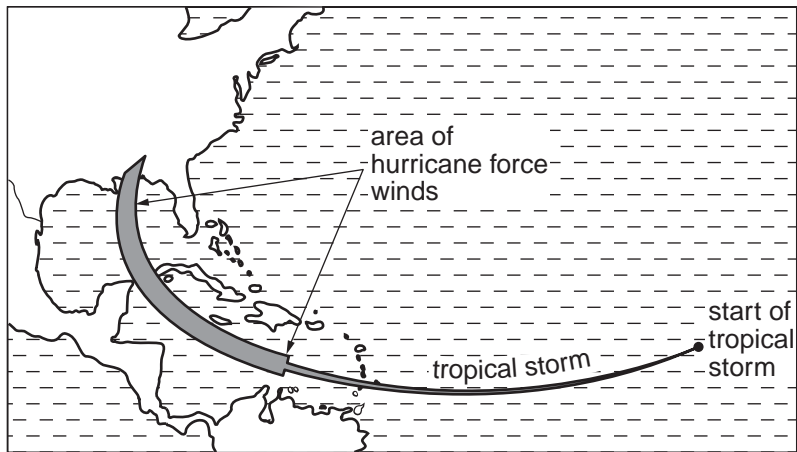 area of
hurricane force
winds
start of
tropical
storm
tropical storm